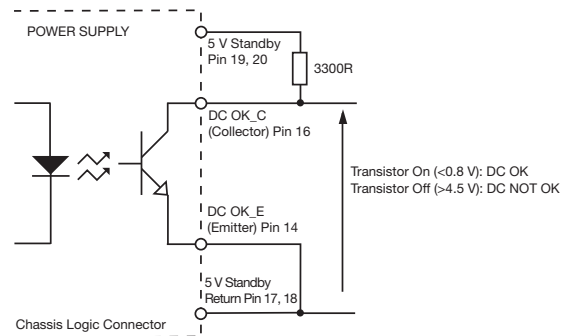 POWER SUPPLY
5 V Standby
Pin 19, 20
3300R
DC OK_C
(Collector) Pin 16
Transistor On (<0.8 V): DC OK
Transistor Off (>4.5 V): DC NOT OK
DC OK_E
(Emitter) Pin 14
5 V Standby
Return Pin 17, 18
Chassis Logic Connector